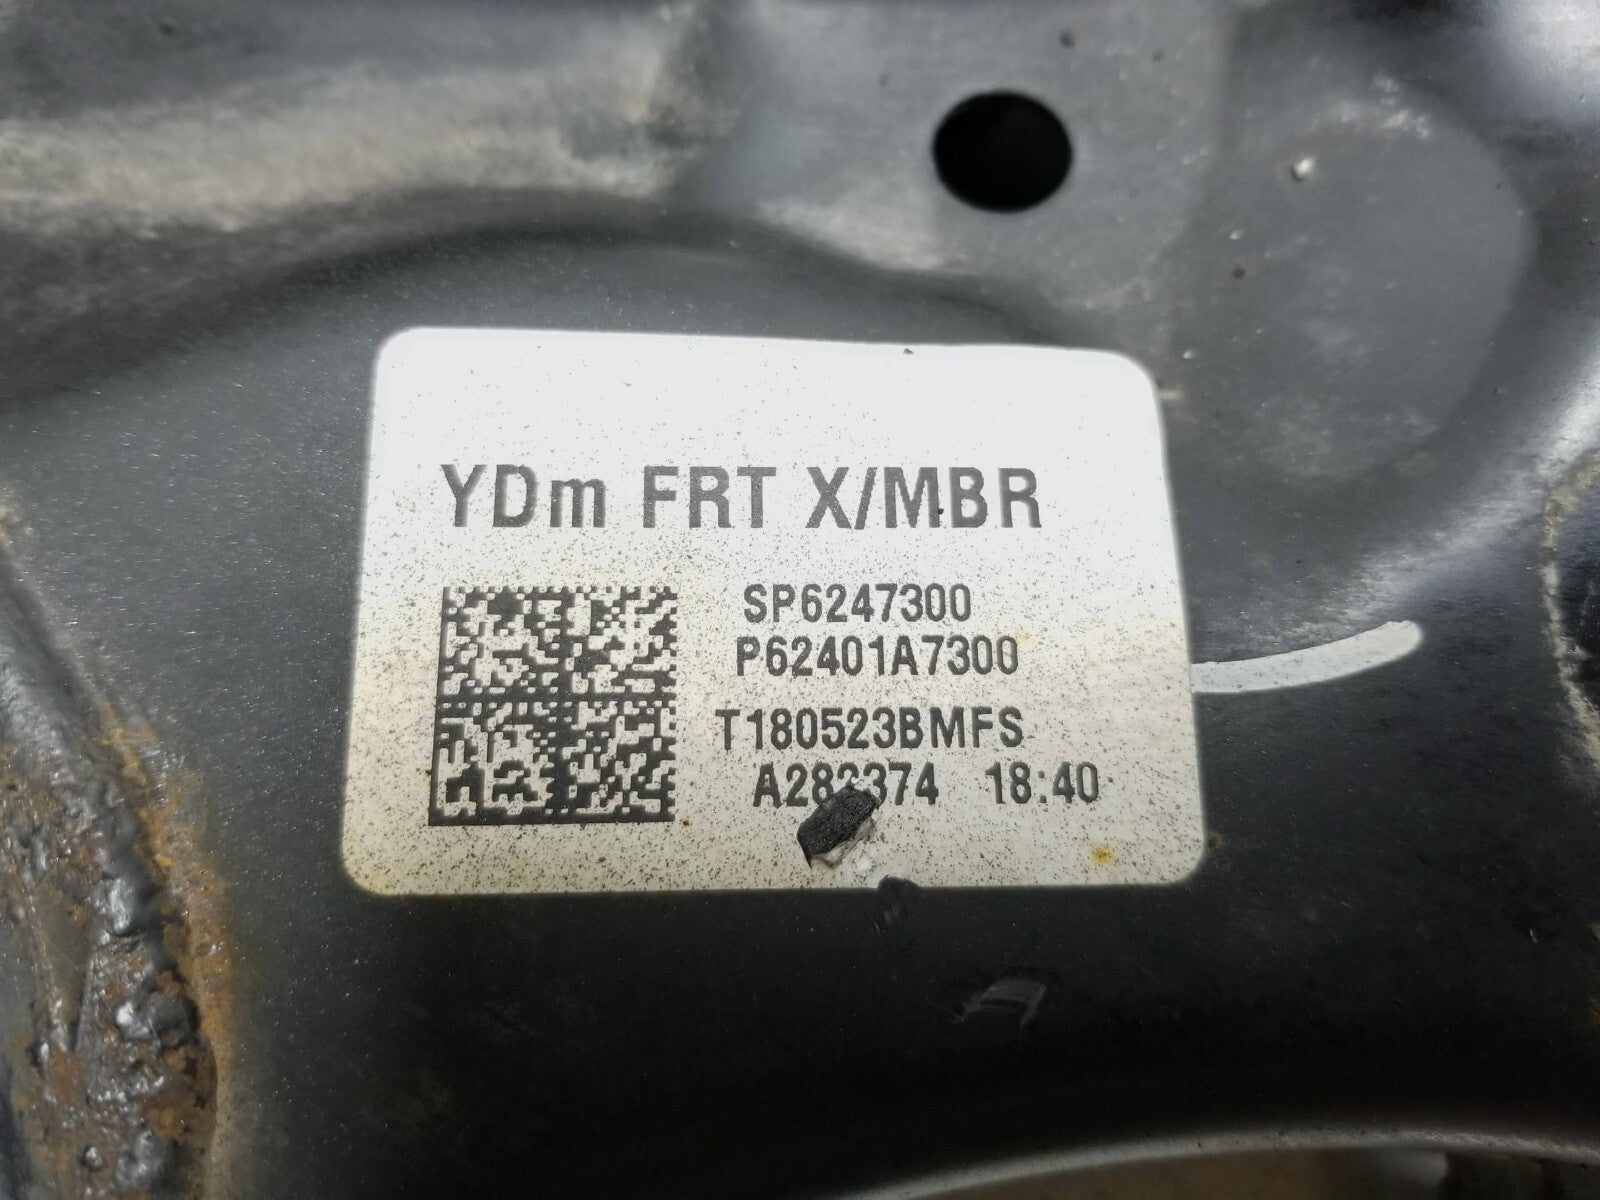 YDm FRT X/MBR
SP6247300
P62401A7300
T180523BMFS
18:40